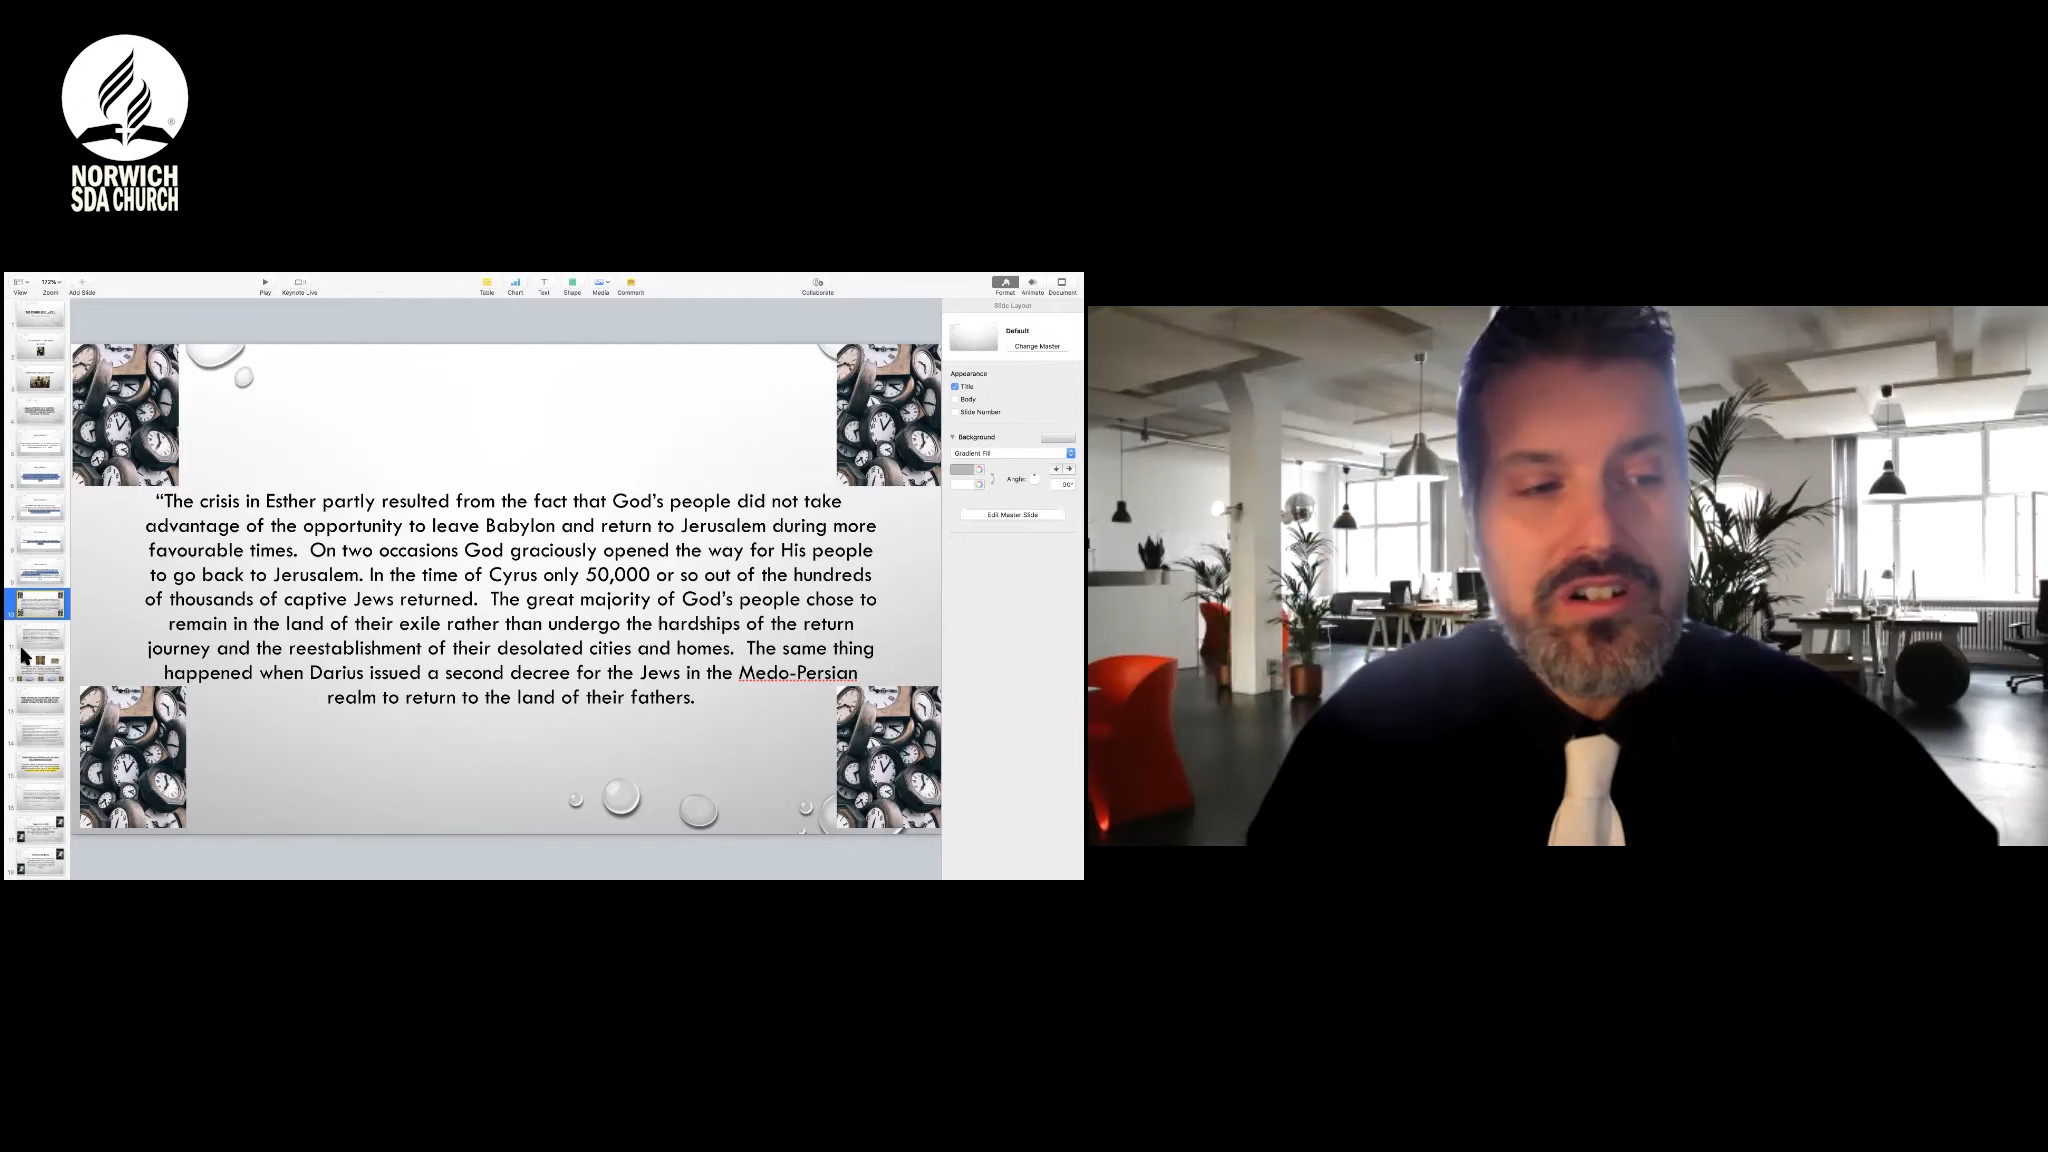 ®
NORWICH
SDA CHURCH
172%
View
Zoom
Add Slide
Play
Keynote Live
Table
Chart
Text
Shape
Media
Comment
Collaborate
Format
Animate
Document
Slide Layout
Default
Change Master
Appearance
Title
Body
Slide Number
Background
Gradient Fill
Angle:
90°
Edit Master Slide
“The crisis in Esther partly resulted from the fact that God’s people did not take
advantage of the opportunity to leave Babylon and return to Jerusalem during more
favourable times.  On two occasions God graciously opened the way for His people
to go back to Jerusalem. In the time of Cyrus only 50,000 or so out of the hundreds
of thousands of captive Jews returned.  The great majority of God’s people chose to
remain in the land of their exile rather than undergo the hardships of the return
journey and the reestablishment of their desolated cities and homes.  The same thing
happened when Darius issued a second decree for the Jews in the Medo-Persian
realm to return to the land of their fathers.